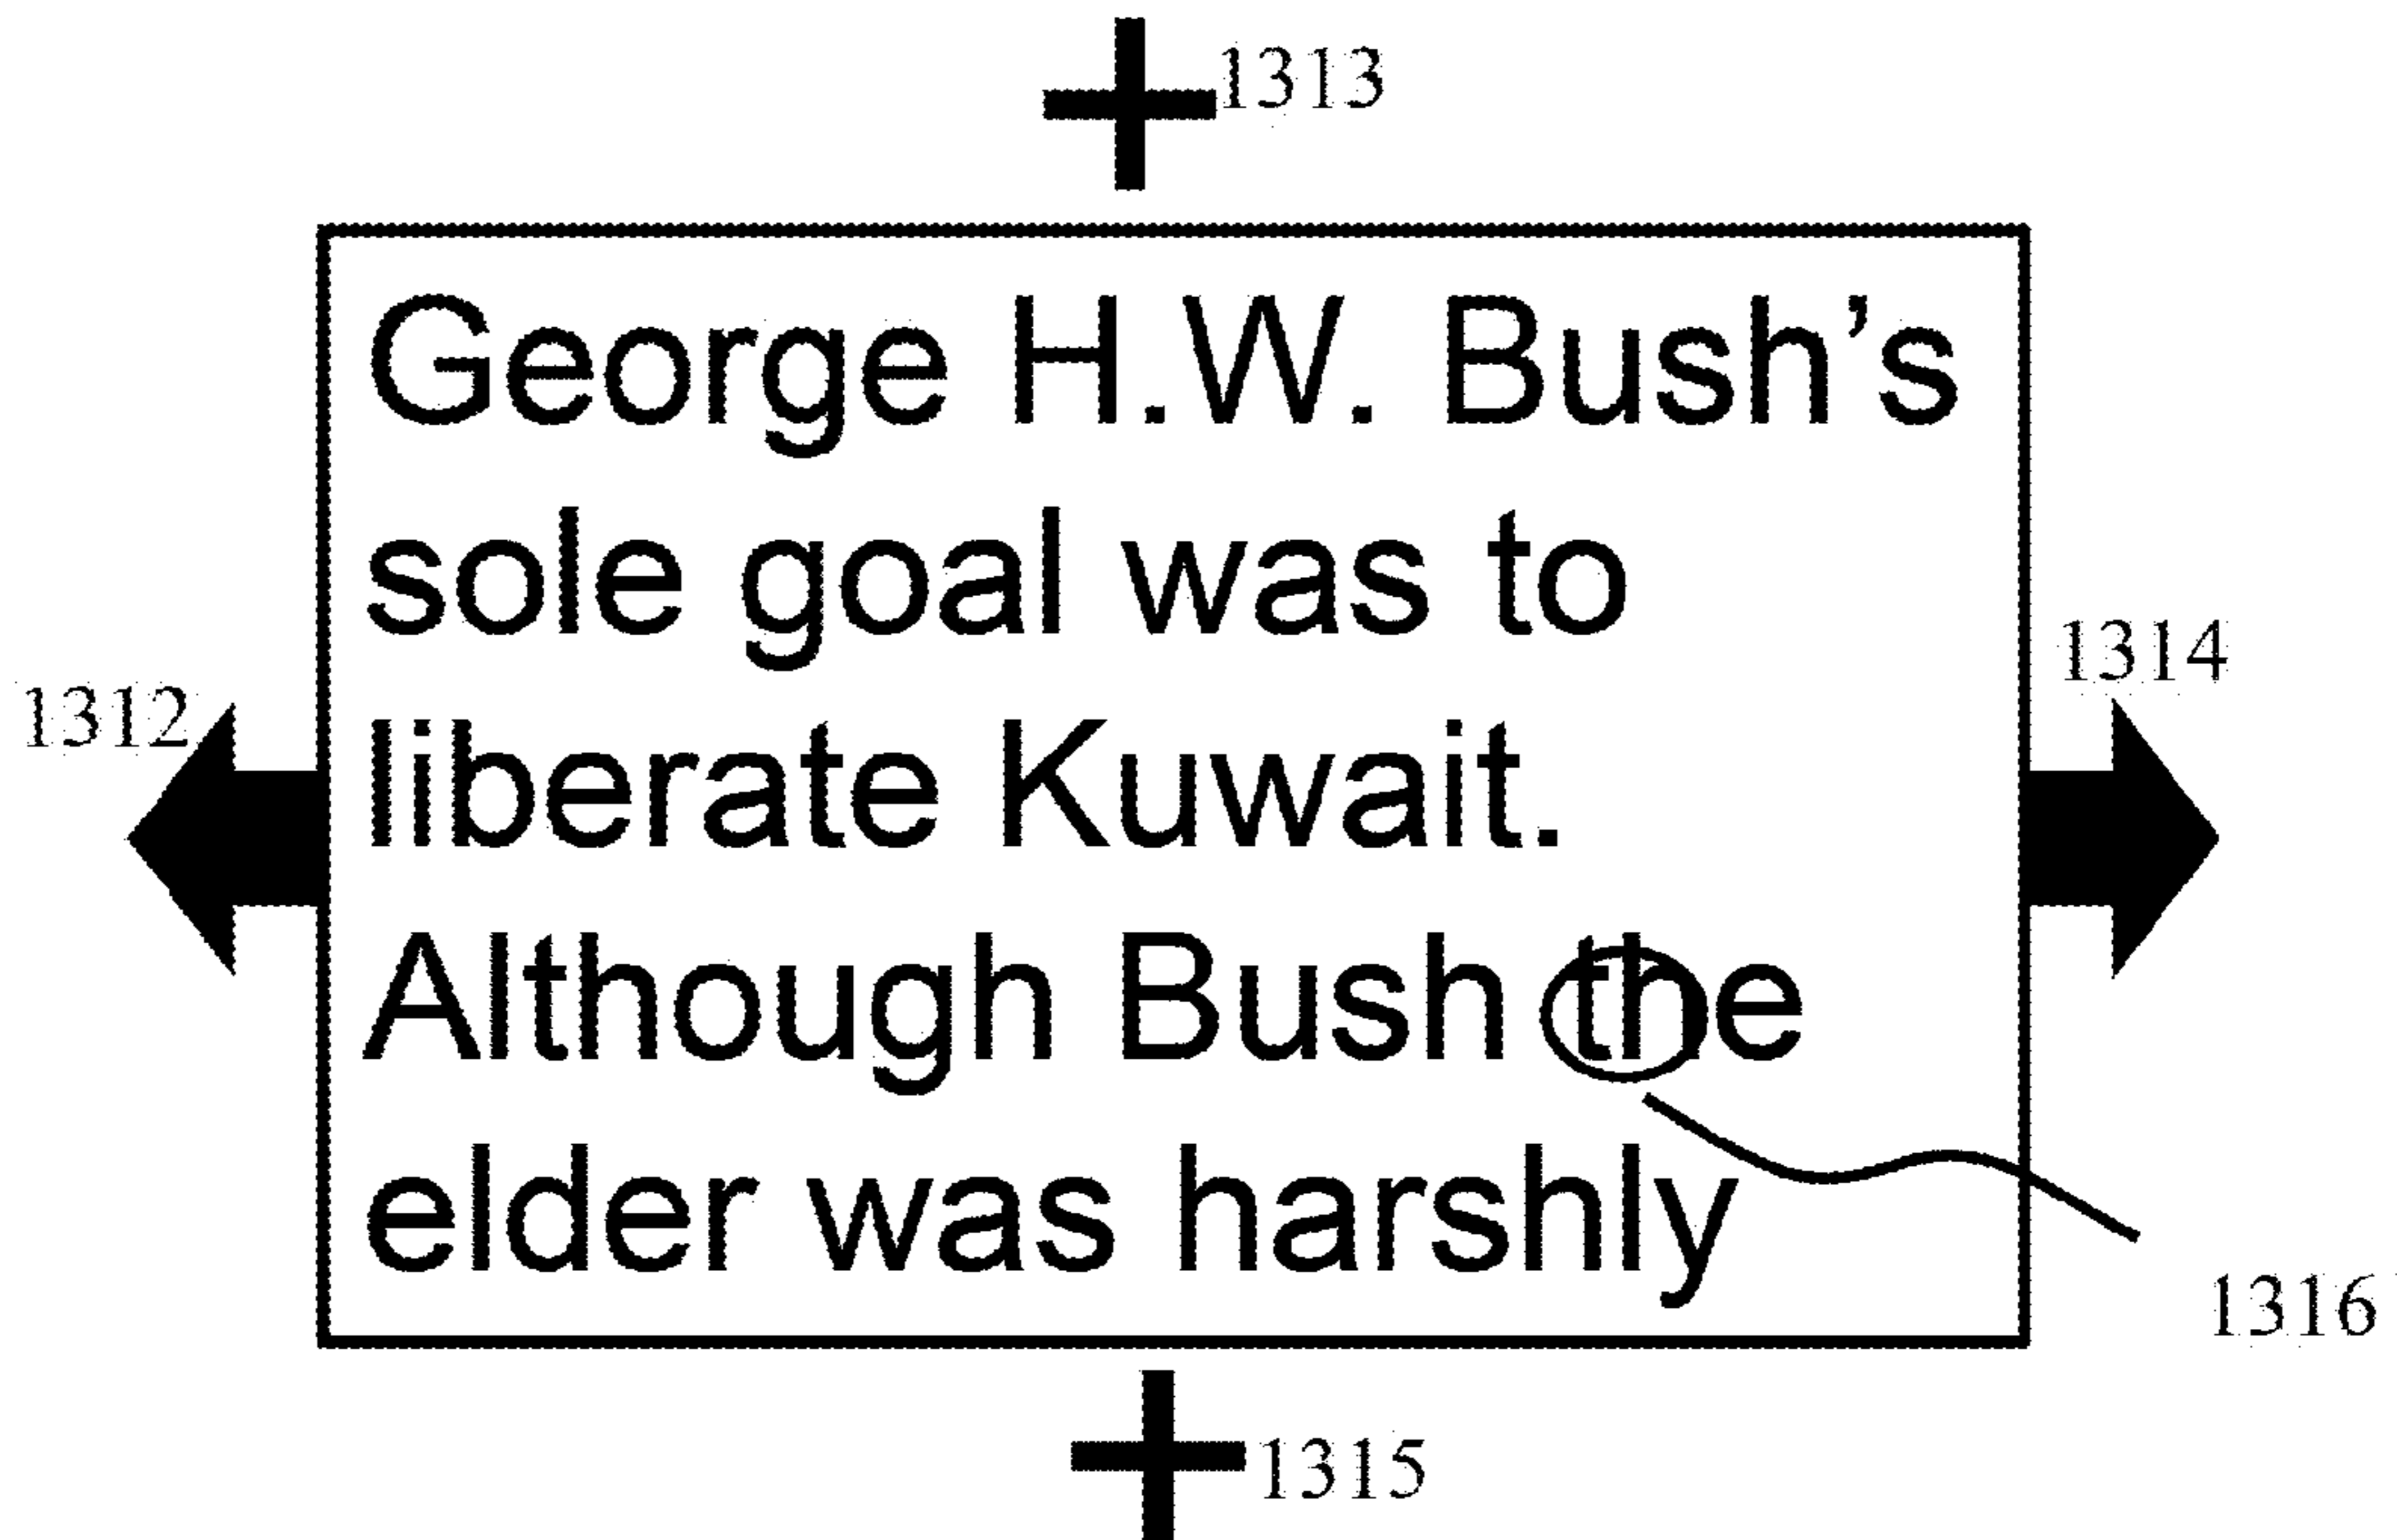 1313
George H.W. Bush’s
sole goal was to
1314
1312
liberate Kuwait.
Although Bush the
elder was harshly
1316
1315